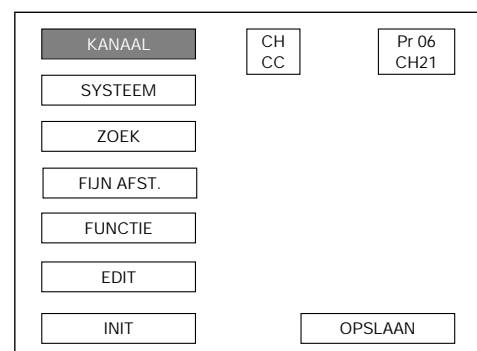 KANAAL
CH
CC
Pr 06
CH21
SYSTEEM
ZOEK
FIJN AFST.
FUNCTIE
EDIT
INIT
OPSLAAN